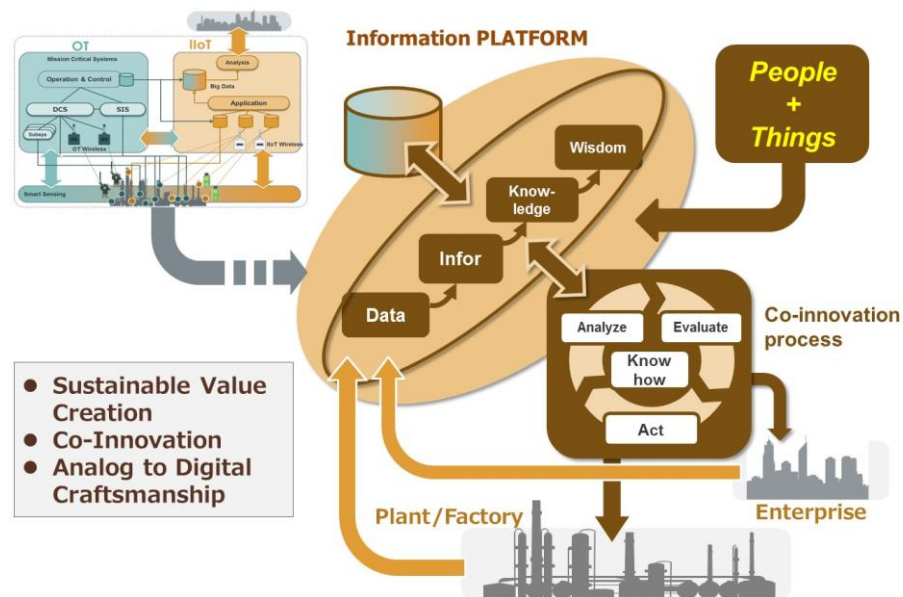 OT
IIoT
Mission Critical Systems
Analysis
Operation & Control
Big Data
Application
DCS
SIS
Subsys
OT Wireless
IIoT Wireless
Smart Sensing
Information PLATFORM
People
+
Things
Wisdom
Know-
ledge
Infor
Data
Co-innovation
process
Analyze
Evaluate
Know
how
Act
● Sustainable Value
Creation
● Co-Innovation
● Analog to Digital
Craftsmanship
Plant/Factory
Enterprise